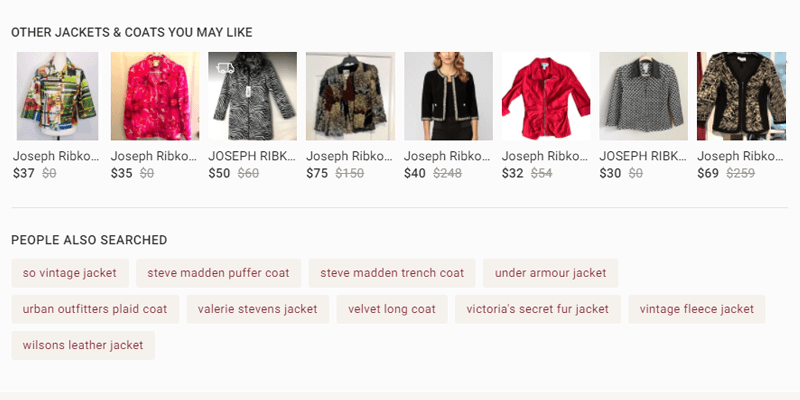 OTHER JACKETS & COATS YOU MAY LIKE
Joseph Ribko... Joseph Ribko... JOSEPH RIBK... Joseph Ribko... Joseph Ribko... Joseph Ribko... JOSEPH RIBK... Joseph Ribko...
$37 $0 $35 $0 $50 $60 $75 $150 $40 $248 $32 $54 $30 $0 $69 $259
PEOPLE ALSO SEARCHED
so vintage jacket steve madden puffer coat steve madden trench coat under armour jacket
urban outfitters plaid coat valerie stevens jacket velvet long coat victoria's secret fur jacket vintage fleece jacket
wilsons leather jacket